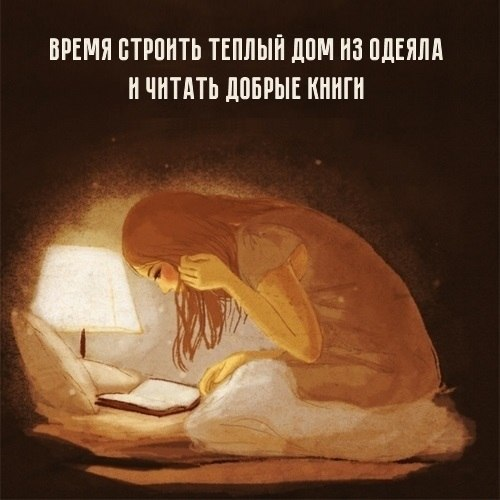 ВРЕМЯ СТРОИТЬ ТЕПЛЫЙ ДОМ ИЗ ОДЕЯЛА
И ЧИТАТЬ ДОБРЫЕ КНИГИ